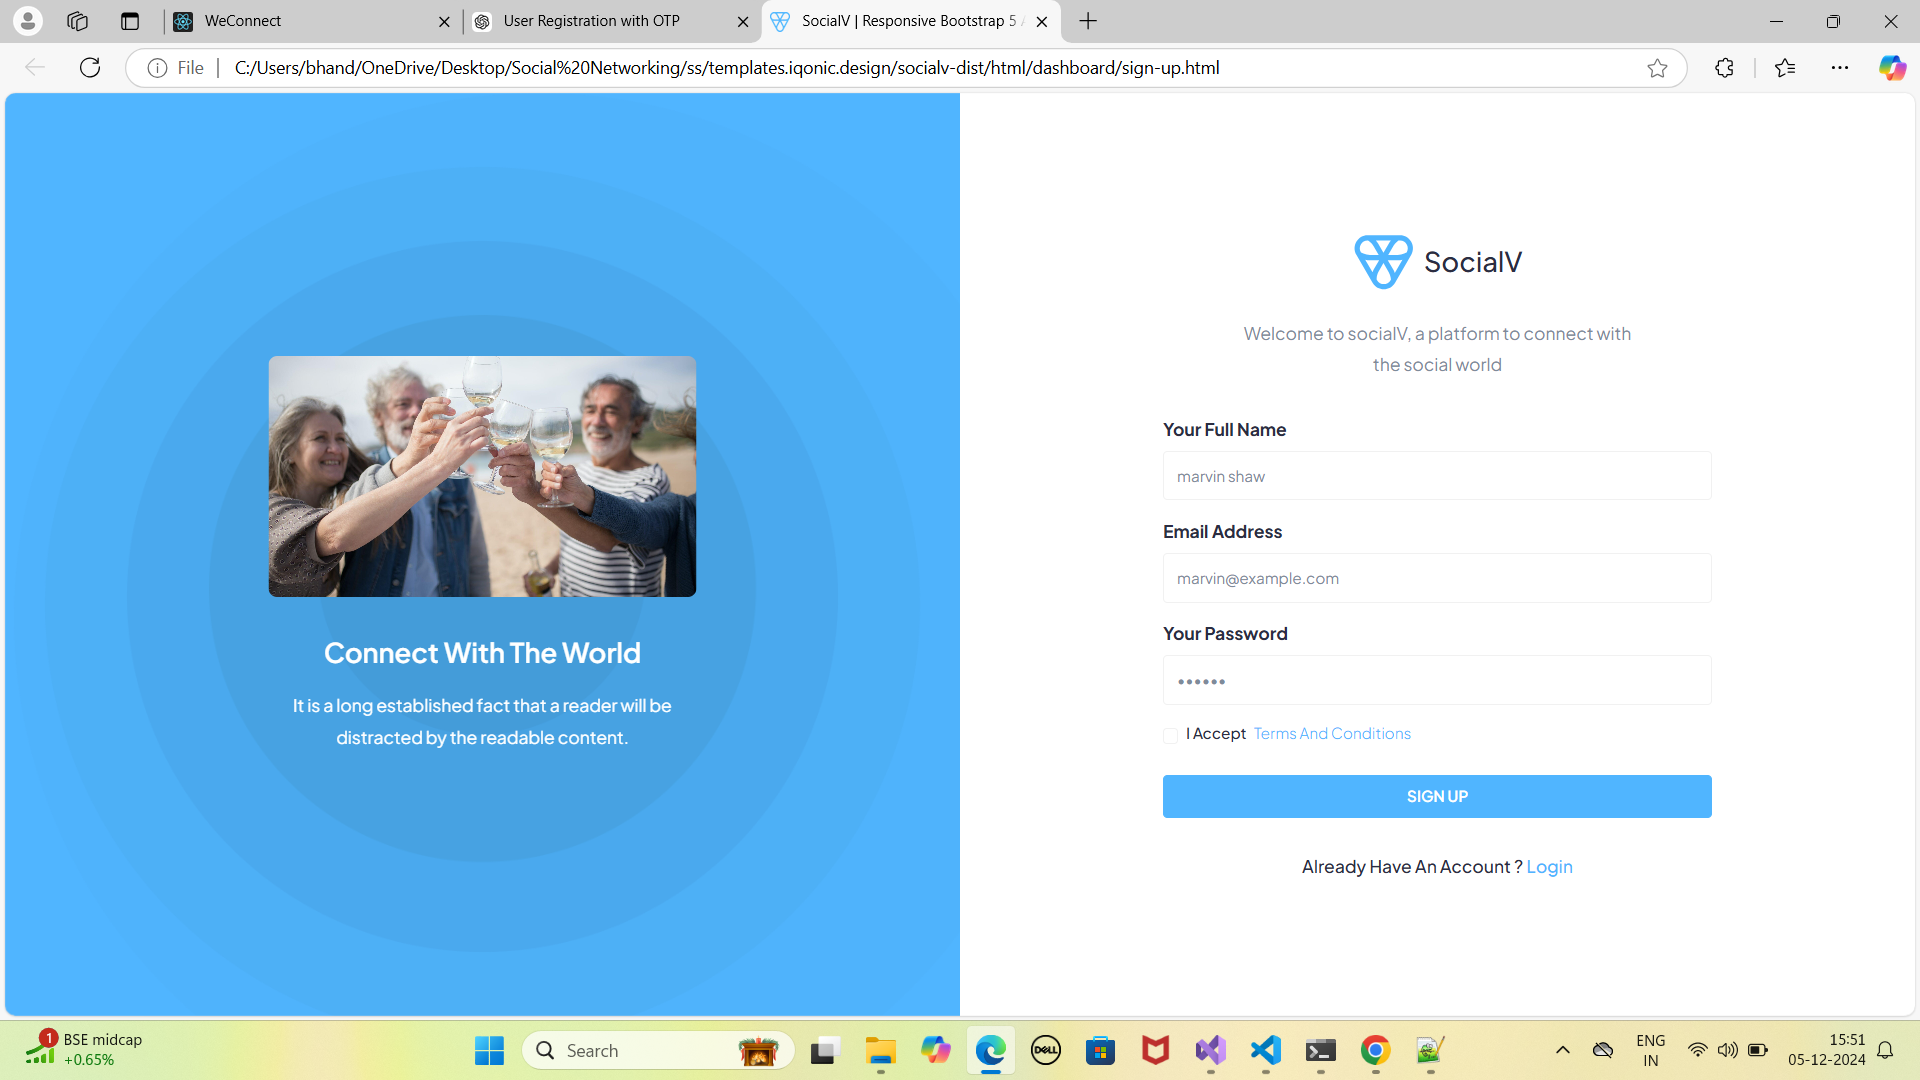 WeConnect
User Registration with OTP
SocialV | Responsive Bootstrap 5
File
C:/Users/bhand/OneDrive/Desktop/Social%20Networking/ss/templates.iqonic.design/socialv-dist/html/dashboard/sign-up.html
SocialV
Welcome to socialV, a platform to connect with
the social world
Your Full Name
marvin shaw
Email Address
marvin@example.com
Your Password
••••••
I Accept Terms And Conditions
SIGN UP
Already Have An Account ? Login
Connect With The World
It is a long established fact that a reader will be
distracted by the readable content.
1
BSE midcap
+0.65%
Search
DELL
ENG
IN
15:51
05-12-2024